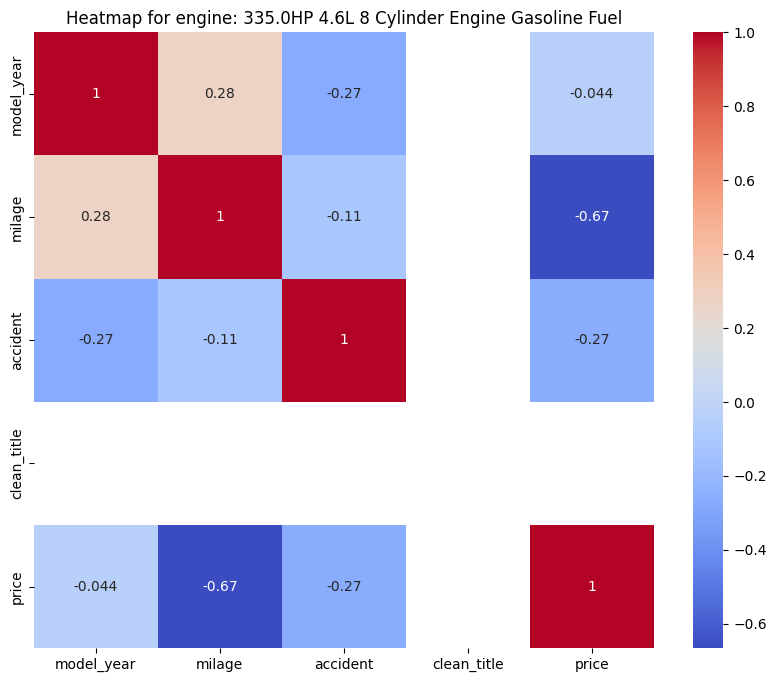 Heatmap for engine: 335.0HP 4.6L 8 Cylinder Engine Gasoline Fuel
model_year
1
0.28
-0.27
-0.044
milage
0.28
1
-0.11
-0.67
accident
-0.27
-0.11
1
-0.27
clean_title
price
-0.044
-0.67
-0.27
1
model_year
milage
accident
clean_title
price
1.0
0.8
0.6
0.4
0.2
0.0
−0.2
−0.4
−0.6